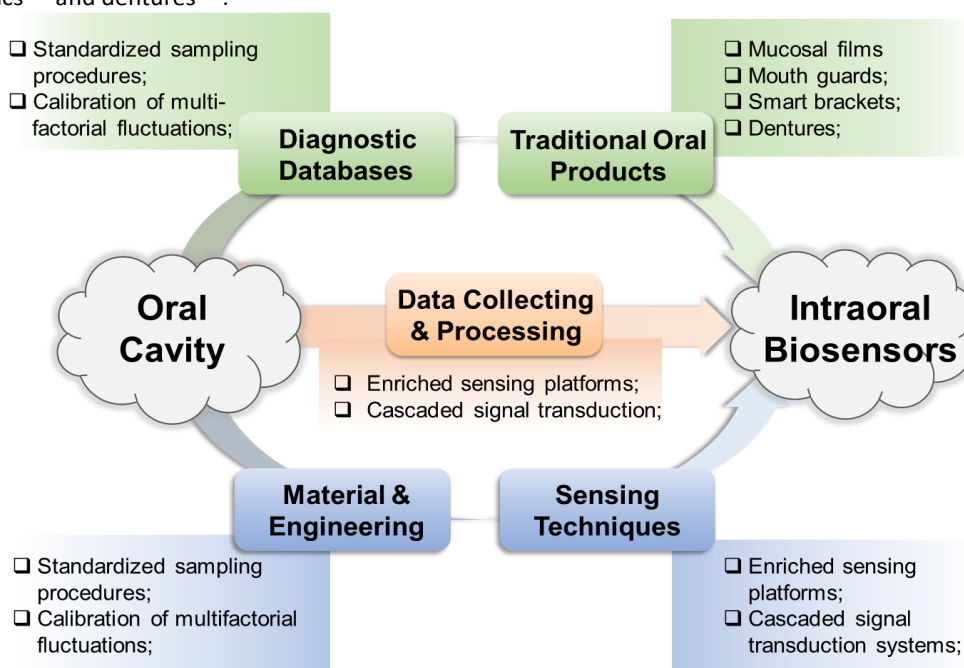 and dentures .
❑ Standardized sampling
procedures;
❑ Calibration of multi-
factorial fluctuations;
Diagnostic
Databases
Traditional Oral
Products
❑ Mucosal films
❑ Mouth guards;
❑ Smart brackets;
❑ Dentures;
Oral
Cavity
Data Collecting
& Processing
❑ Enriched sensing platforms;
❑ Cascaded signal transduction;
Intraoral
Biosensors
Material &
Engineering
Sensing
Techniques
❑ Standardized sampling
procedures;
❑ Calibration of multifactorial
fluctuations;
❑ Enriched sensing
platforms;
❑ Cascaded signal
transduction systems;